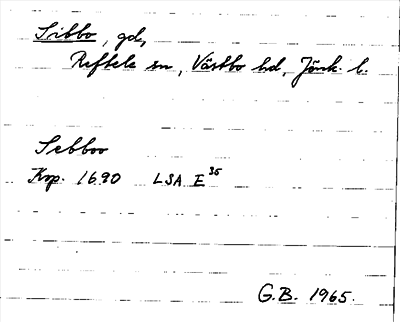 Sibbo, gd,
Reftele sn, Västbo hd, Jönk. l.
Sebboo
Kop. 1690 LSA E³⁵
G.B. 1965.